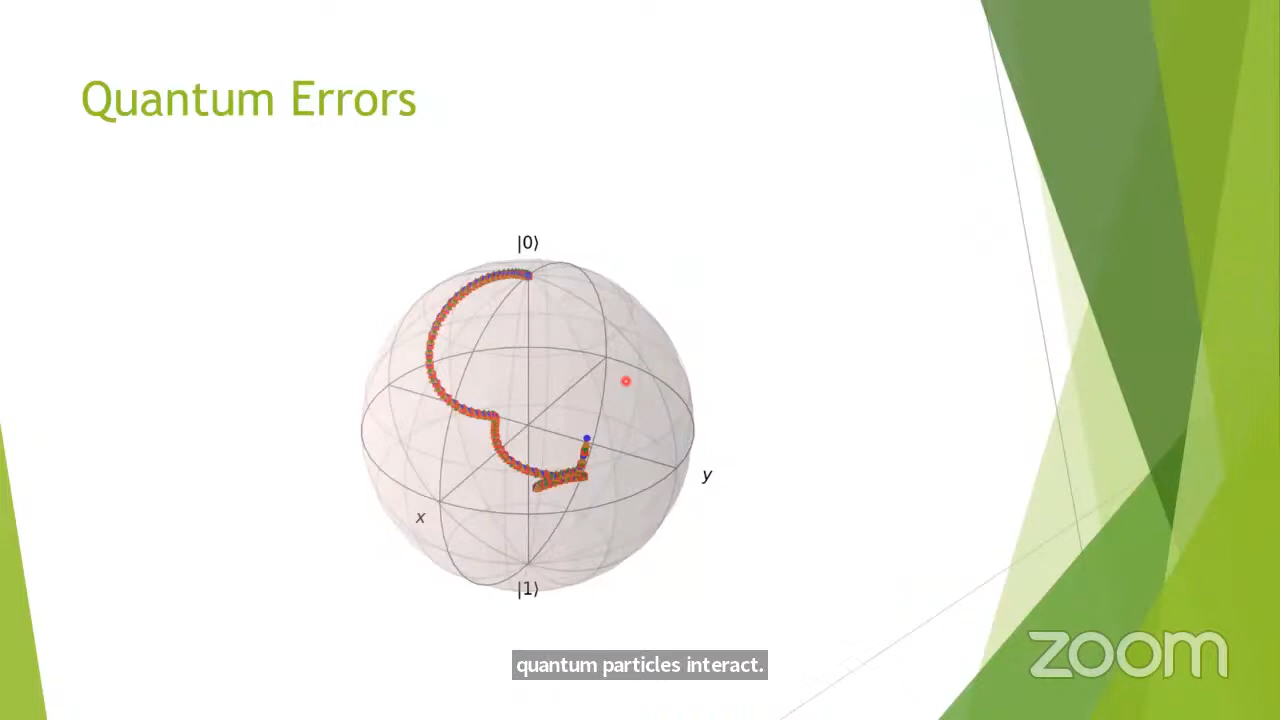 Quantum Errors
|0⟩
y
x
|1⟩
quantum particles interact.
zoom